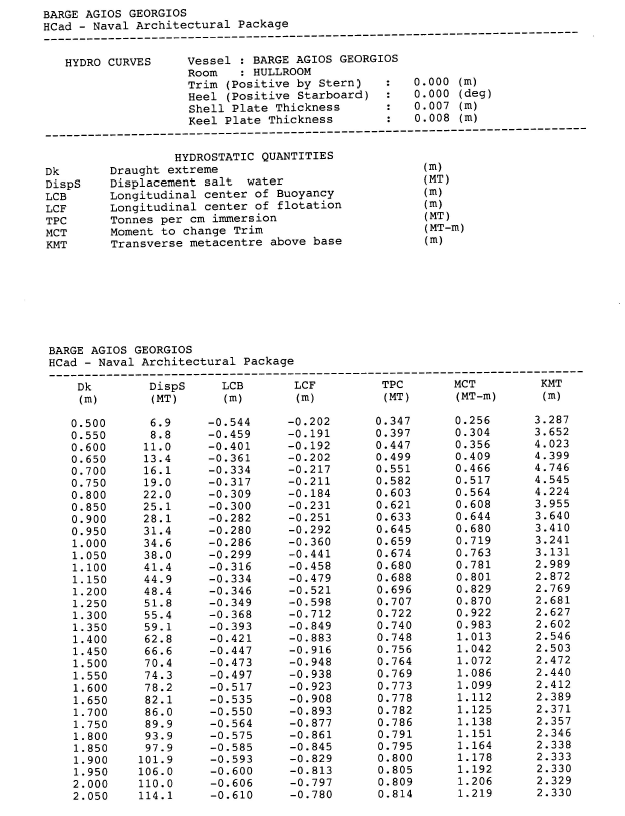 BARGE AGIOS GEORGIOS
HCad - Naval Architectural Package
HYDRO CURVES Vessel : BARGE AGIOS GEORGIOS
Room : HULLROOM
Trim (Positive by Stern) : 0.000 (m)
Heel (Positive Starboard) : 0.000 (deg)
Shell Plate Thickness : 0.007 (m)
Keel Plate Thickness : 0.008 (m)
HYDROSTATIC QUANTITIES
Dk Draught extreme (m)
DispS Displacement salt water (MT)
LCB Longitudinal center of Buoyancy (m)
LCF Longitudinal center of flotation (m)
TPC Tonnes per cm immersion (MT)
MCT Moment to change Trim (MT-m)
KMT Transverse metacentre above base (m)
BARGE AGIOS GEORGIOS
HCad - Naval Architectural Package
Dk DispS LCB LCF TPC MCT KMT
(m) (MT) (m) (m) (MT) (MT-m) (m)
0.500 6.9 -0.544 -0.202 0.347 0.256 3.287
0.550 8.8 -0.459 -0.191 0.397 0.304 3.652
0.600 11.0 -0.401 -0.192 0.447 0.356 4.023
0.650 13.4 -0.361 -0.202 0.499 0.409 4.399
0.700 16.1 -0.334 -0.217 0.551 0.466 4.746
0.750 19.0 -0.317 -0.211 0.582 0.517 4.545
0.800 22.0 -0.309 -0.184 0.603 0.564 4.224
0.850 25.1 -0.300 -0.231 0.621 0.608 3.955
0.900 28.1 -0.282 -0.251 0.633 0.644 3.640
0.950 31.4 -0.280 -0.292 0.645 0.680 3.410
1.000 34.6 -0.286 -0.360 0.659 0.719 3.241
1.050 38.0 -0.299 -0.441 0.674 0.763 3.131
1.100 41.4 -0.316 -0.458 0.680 0.781 2.989
1.150 44.9 -0.334 -0.479 0.688 0.801 2.872
1.200 48.4 -0.346 -0.521 0.696 0.829 2.769
1.250 51.8 -0.349 -0.598 0.707 0.870 2.681
1.300 55.4 -0.368 -0.712 0.722 0.922 2.627
1.350 59.1 -0.393 -0.849 0.740 0.983 2.602
1.400 62.8 -0.421 -0.883 0.748 1.013 2.546
1.450 66.6 -0.447 -0.916 0.756 1.042 2.503
1.500 70.4 -0.473 -0.948 0.764 1.072 2.472
1.550 74.3 -0.497 -0.938 0.769 1.086 2.440
1.600 78.2 -0.517 -0.923 0.773 1.099 2.412
1.650 82.1 -0.535 -0.908 0.778 1.112 2.389
1.700 86.0 -0.550 -0.893 0.782 1.125 2.371
1.750 89.9 -0.564 -0.877 0.786 1.138 2.357
1.800 93.9 -0.575 -0.861 0.791 1.151 2.346
1.850 97.9 -0.585 -0.845 0.795 1.164 2.338
1.900 101.9 -0.593 -0.829 0.800 1.178 2.333
1.950 106.0 -0.600 -0.813 0.805 1.192 2.330
2.000 110.0 -0.606 -0.797 0.809 1.206 2.329
2.050 114.1 -0.610 -0.780 0.814 1.219 2.330